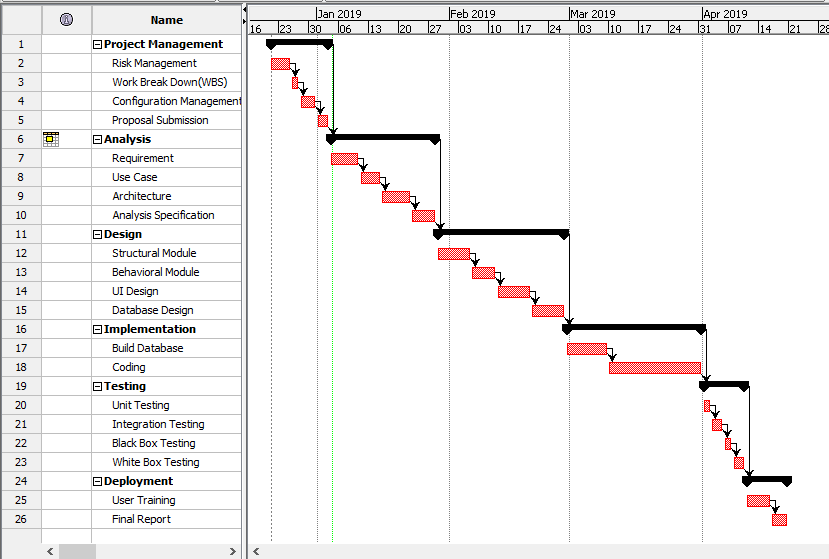 Name
Jan 2019 Feb 2019 Mar 2019 Apr 2019
16 23 30 06 13 20 27 03 10 17 24 03 10 17 24 31 07 14 21 28
1 Project Management
2 Risk Management
3 Work Break Down(WBS)
4 Configuration Management
5 Proposal Submission
6 Analysis
7 Requirement
8 Use Case
9 Architecture
10 Analysis Specification
11 Design
12 Structural Module
13 Behavioral Module
14 UI Design
15 Database Design
16 Implementation
17 Build Database
18 Coding
19 Testing
20 Unit Testing
21 Integration Testing
22 Black Box Testing
23 White Box Testing
24 Deployment
25 User Training
26 Final Report